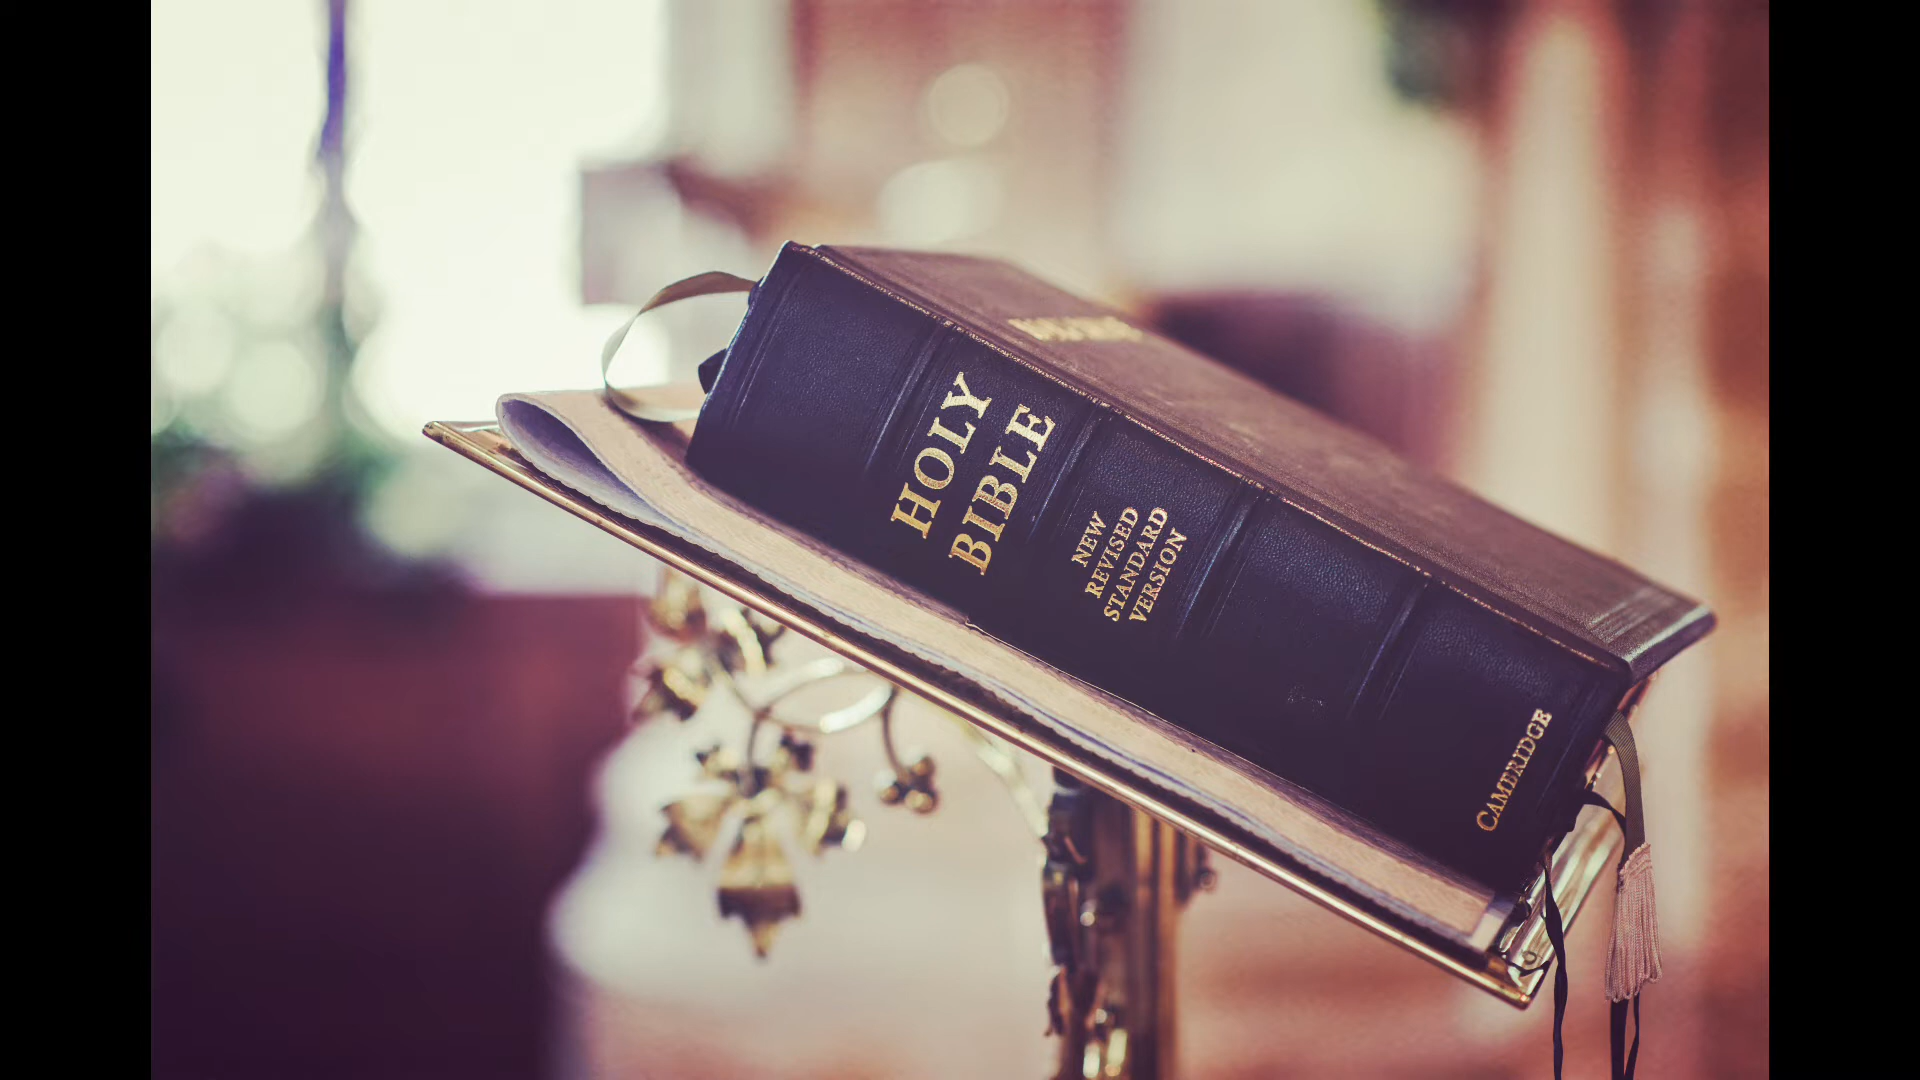 HOLY
BIBLE
NEW
REVISED
STANDARD
VERSION
CAMBRIDGE